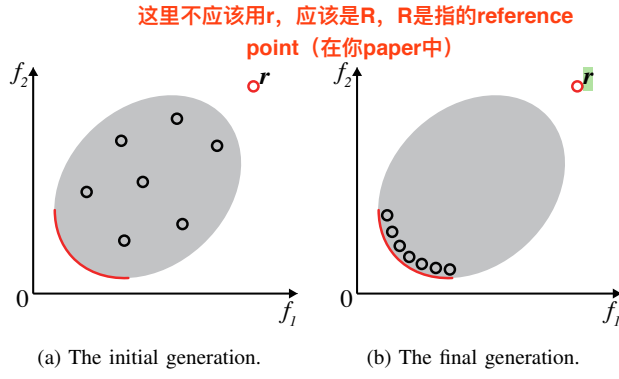 这里不应该用r，应该是R，R是指的reference
point（在你paper中）
f2
r
0
f1
f2
r
0
f1
(a) The initial generation.
(b) The final generation.